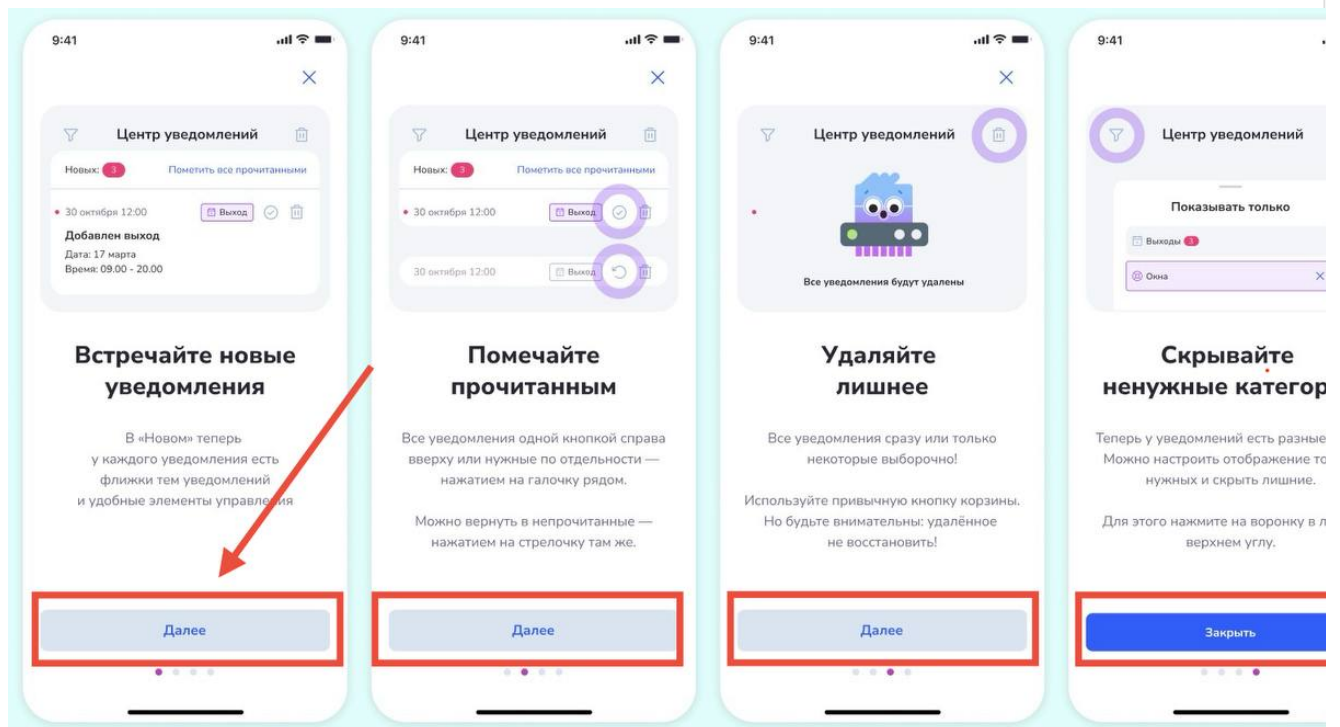 9:41
Центр уведомлений
Новых: 3 Пометить все прочитанными
30 октября 12:00 Выход
Добавлен выход
Дата: 17 марта
Время: 09.00 - 20.00
Встречайте новые
уведомления
В «Новом» теперь
у каждого уведомления есть
флижки тем уведомлений
и удобные элементы управления
Далее
9:41
Центр уведомлений
Новых: 3 Пометить все прочитанными
30 октября 12:00 Выход
30 октября 12:00 Выход
Помечайте
прочитанным
Все уведомления одной кнопкой справа
вверху или нужные по отдельности —
нажатием на галочку рядом.
Можно вернуть в непрочитанные —
нажатием на стрелочку там же.
Далее
9:41
Центр уведомлений
Все уведомления будут удалены
Удаляйте
лишнее
Все уведомления сразу или только
некоторые выборочно!
Используйте привычную кнопку корзины.
Но будьте внимательны: удалённое
не восстановить!
Далее
9:41
Центр уведомлений
Показывать только
Выходы 3
Окна
Скрывайте
ненужные категор
Теперь у уведомлений есть разные
Можно настроить отображение то
нужных и скрыть лишние.
Для этого нажмите на воронку в л
верхнем углу.
Закрыть